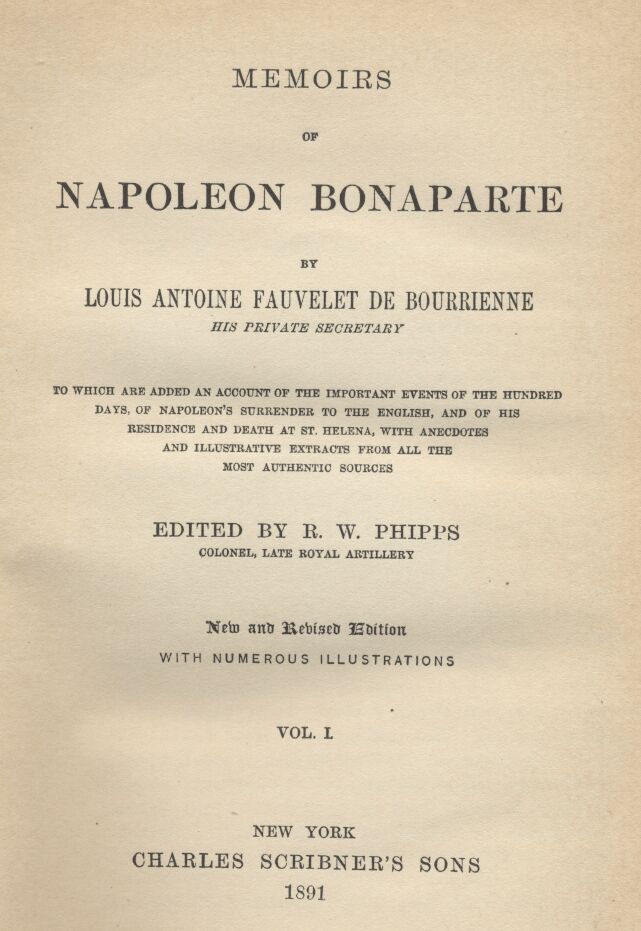 MEMOIRS
OF
NAPOLEON BONAPARTE
BY
LOUIS ANTOINE FAUVELET DE BOURRIENNE
HIS PRIVATE SECRETARY
TO WHICH ARE ADDED AN ACCOUNT OF THE IMPORTANT EVENTS OF THE HUNDRED
DAYS, OF NAPOLEON'S SURRENDER TO THE ENGLISH, AND OF HIS
RESIDENCE AND DEATH AT ST. HELENA, WITH ANECDOTES
AND ILLUSTRATIVE EXTRACTS FROM ALL THE
MOST AUTHENTIC SOURCES
EDITED BY R. W. PHIPPS
COLONEL, LATE ROYAL ARTILLERY
New and Revised Edition
WITH NUMEROUS ILLUSTRATIONS
VOL. I.
NEW YORK
CHARLES SCRIBNER'S SONS
1891